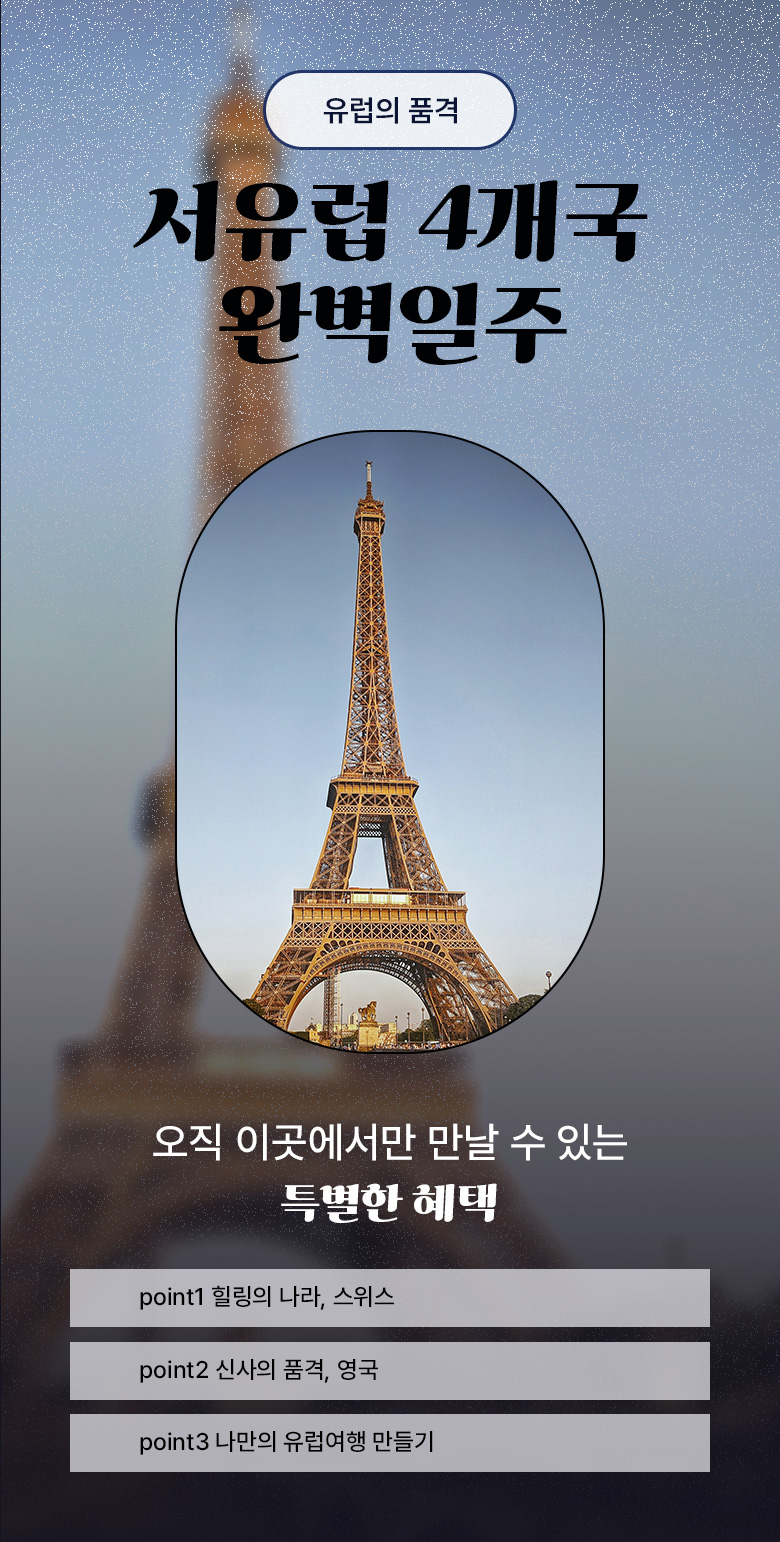 유럽의 품격
서유럽 4개국
완벽일주
오직 이곳에서만 만날 수 있는
특별한 혜택
point1 힐링의 나라, 스위스
point2 신사의 품격, 영국
point3 나만의 유럽여행 만들기